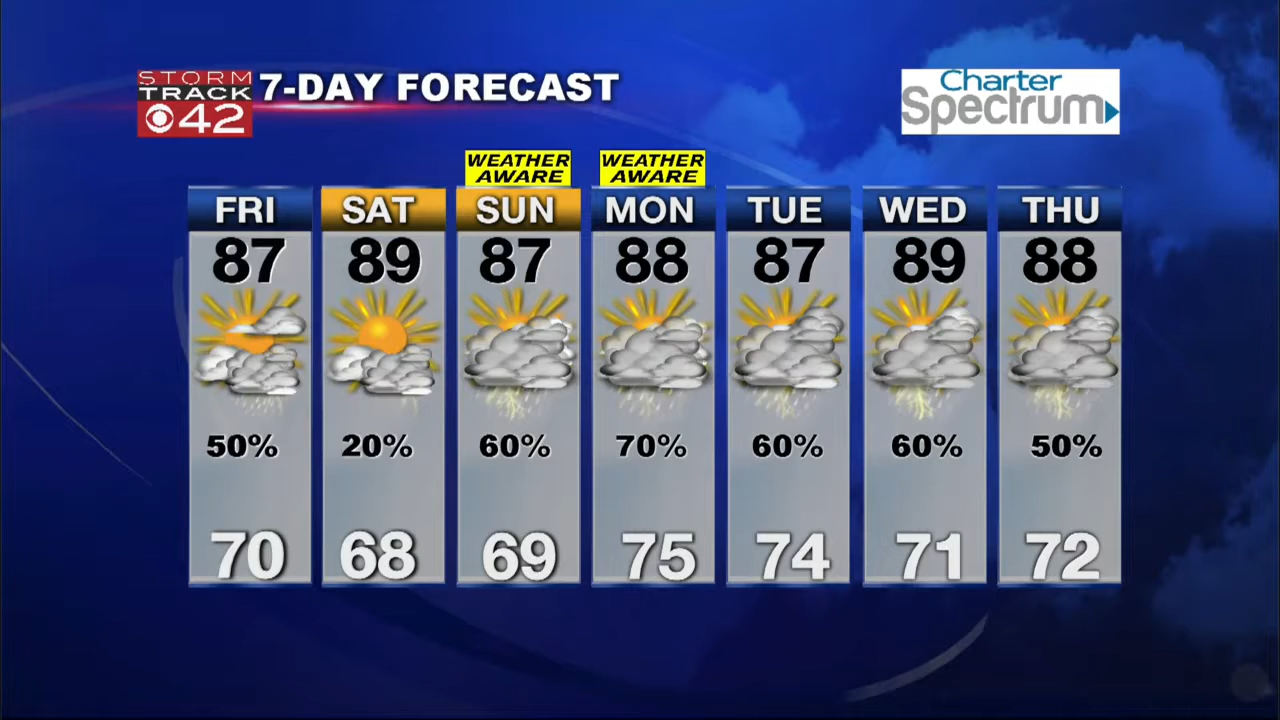 STORM
TRACK
42
7-DAY FORECAST
Charter
Spectrum
WEATHER
AWARE
WEATHER
AWARE
FRI SAT SUN MON TUE WED THU
87 89 87 88 87 89 88
50% 20% 60% 70% 60% 60% 50%
70 68 69 75 74 71 72